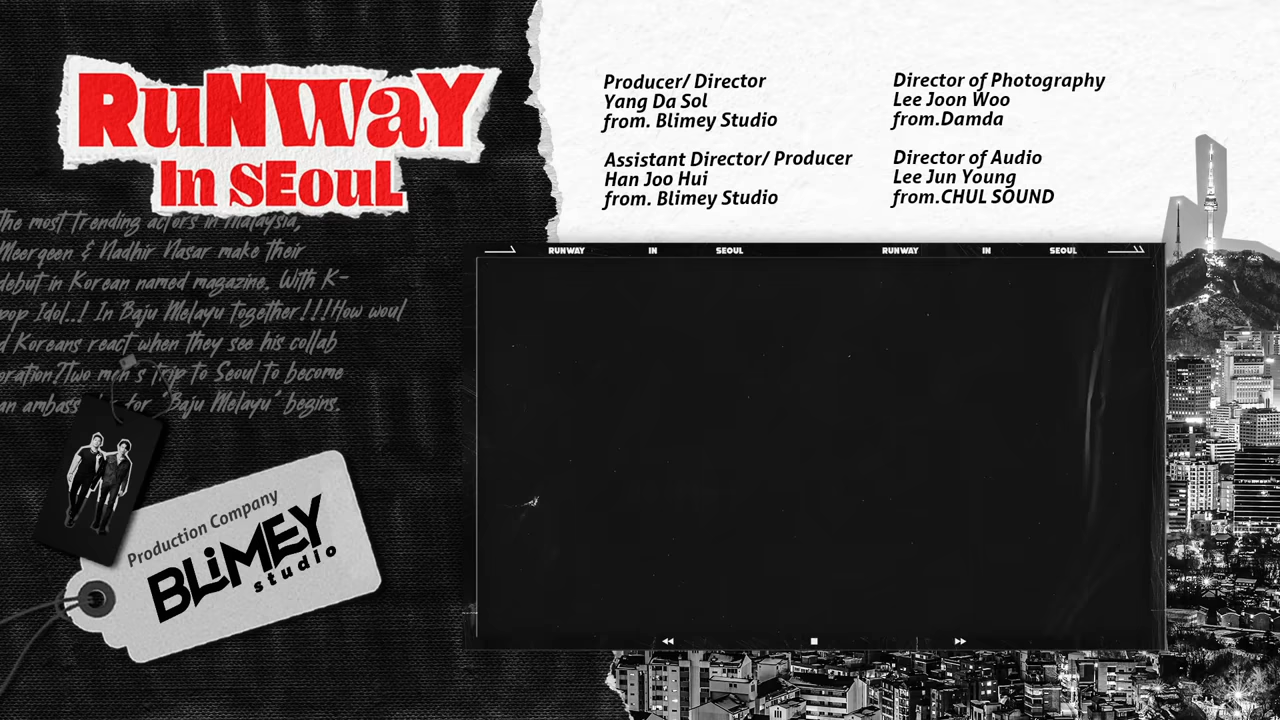 RuNWaY
In SEouL
the most trending actors in Malaysia,
Meerqeen & Nadhir Nasar make their
debut in Korean named magazine. With K-
pop Idol..! In Baju Melayu together!!!How woul
d Koreans react when they see his collab
oration?Two men's trip to Seoul to become
an for 'Baju Melayu' begins.
Production Company
BLiMEY
studio
Producer/ Director
Yang Da Sol
from. Blimey Studio
Director of Photography
Lee Joon Woo
from.Damda
Assistant Director/ Producer
Han Joo Hui
from. Blimey Studio
Director of Audio
Lee Jun Young
from.CHUL SOUND
RUNWAY IN SEOUL RUNWAY IN SEOUL